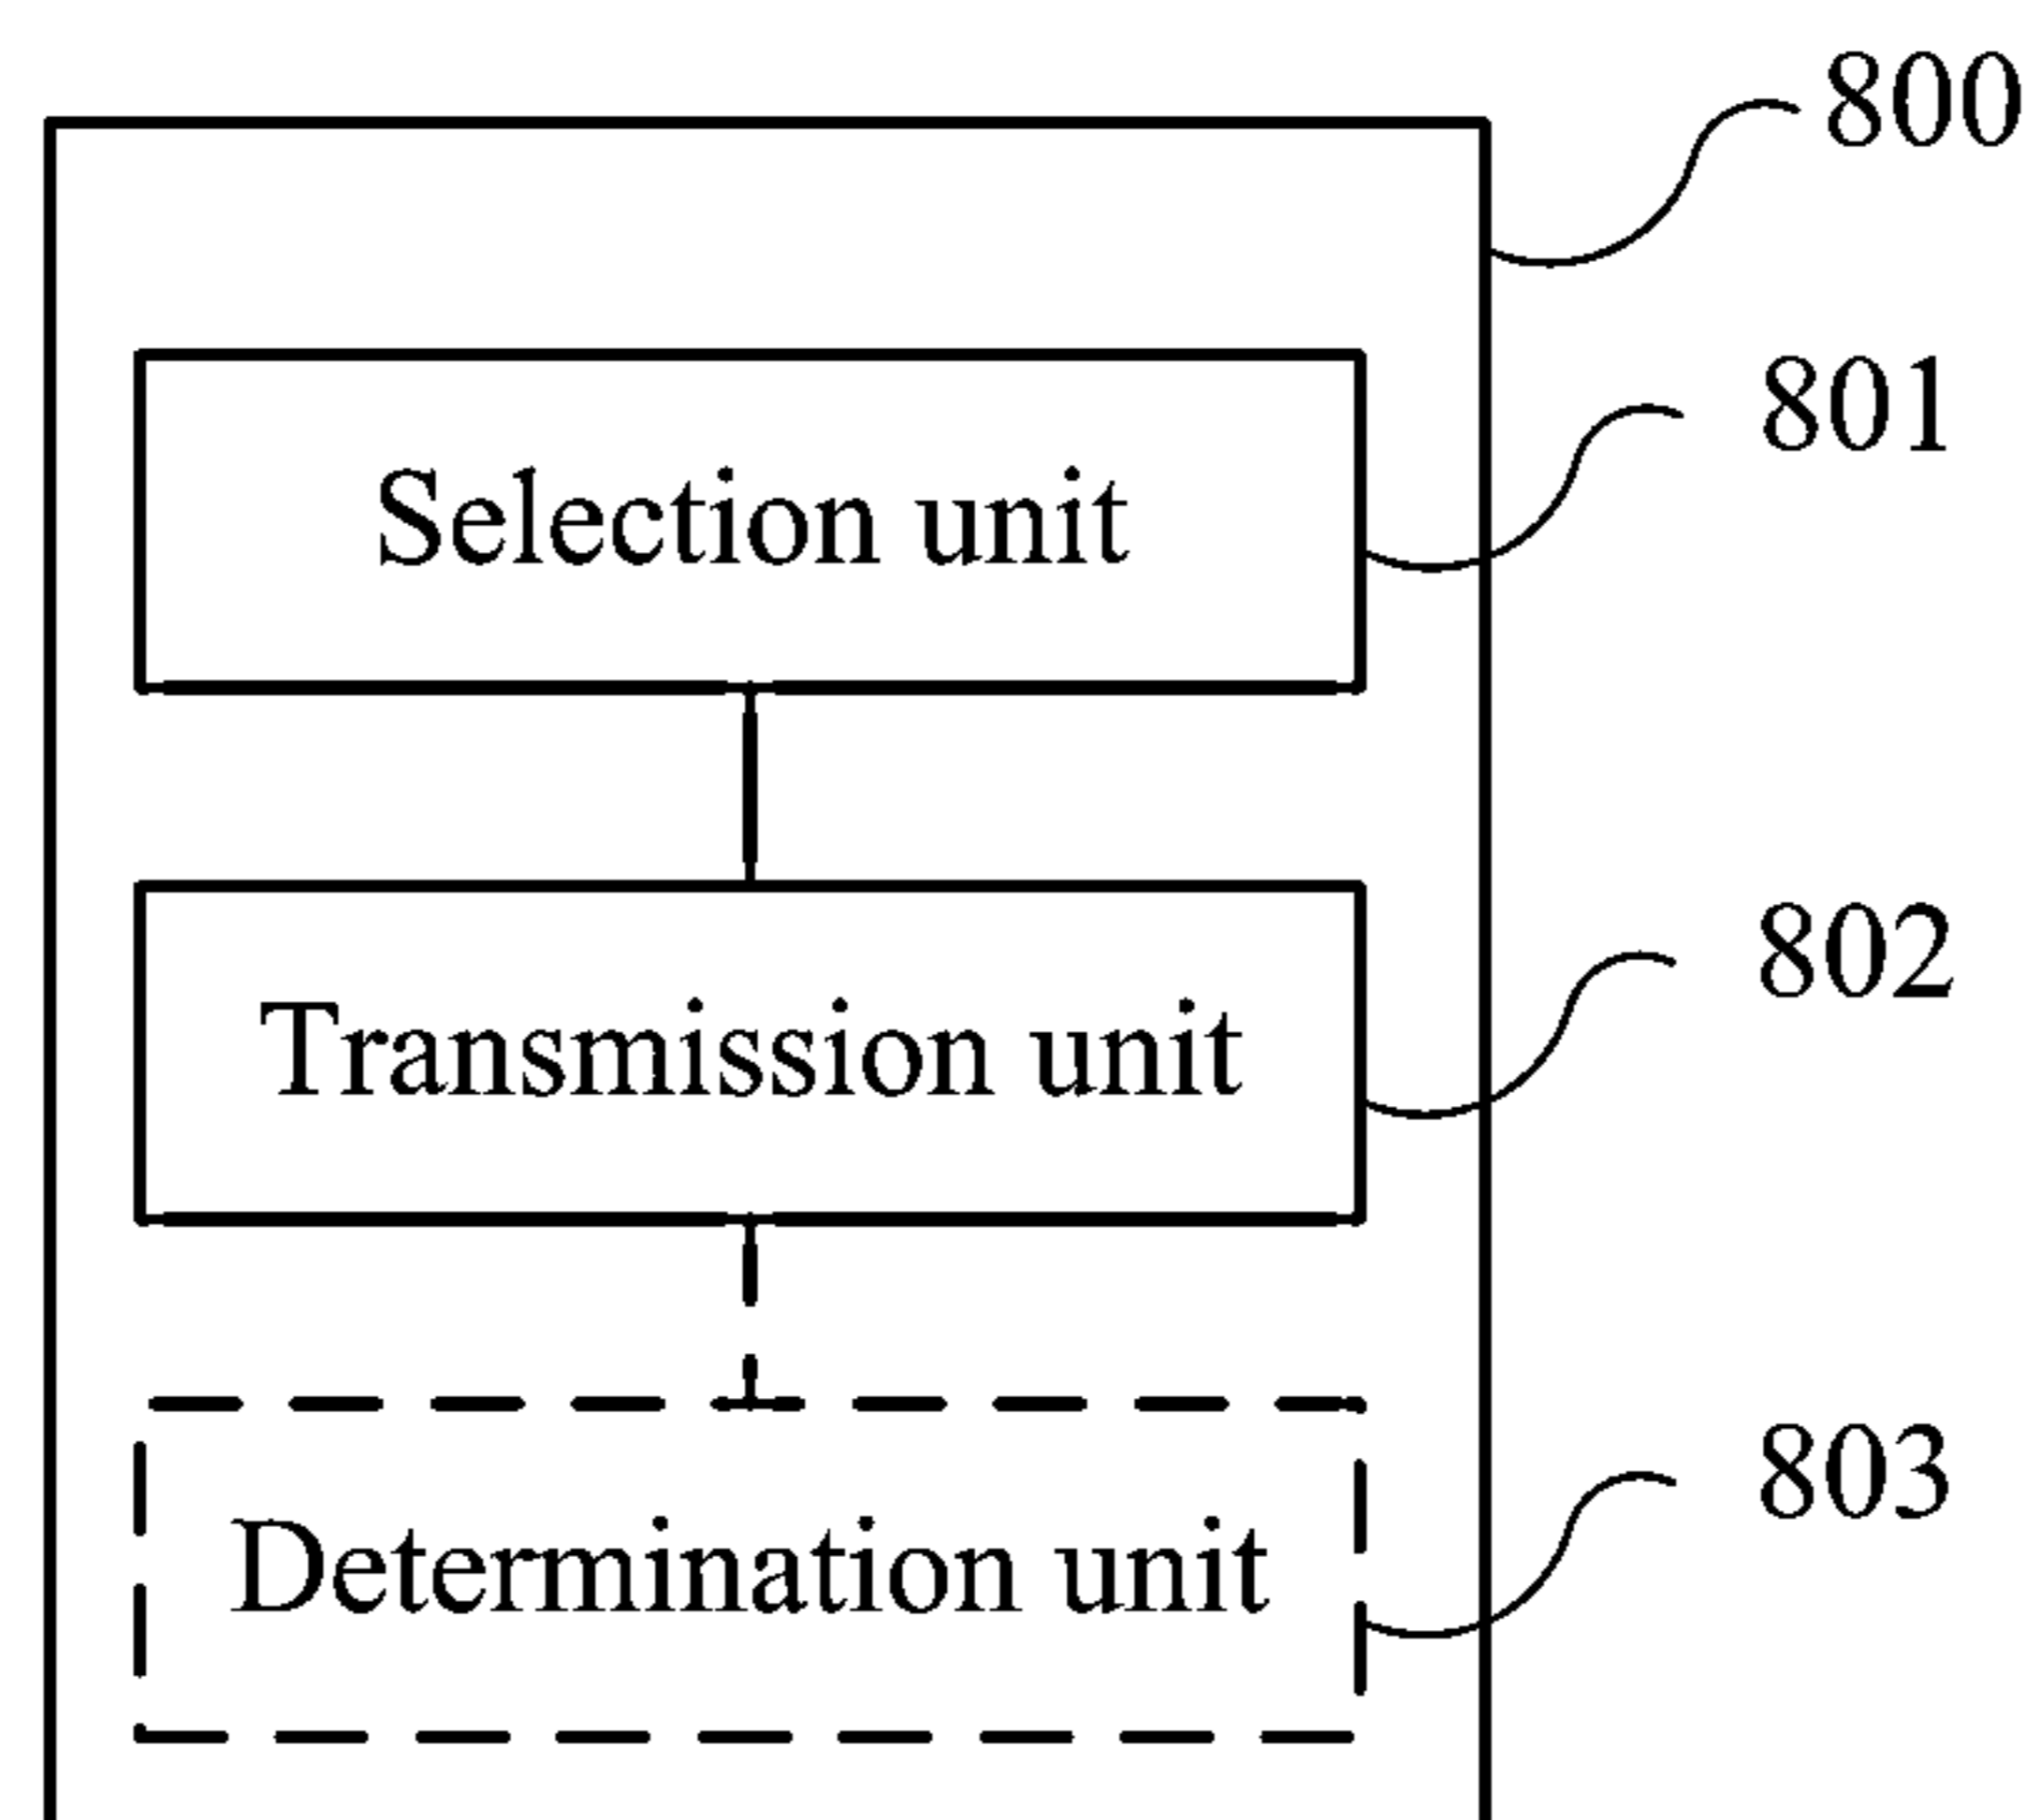 800
801
Selection unit
802
Transmission unit
803
Determination unit